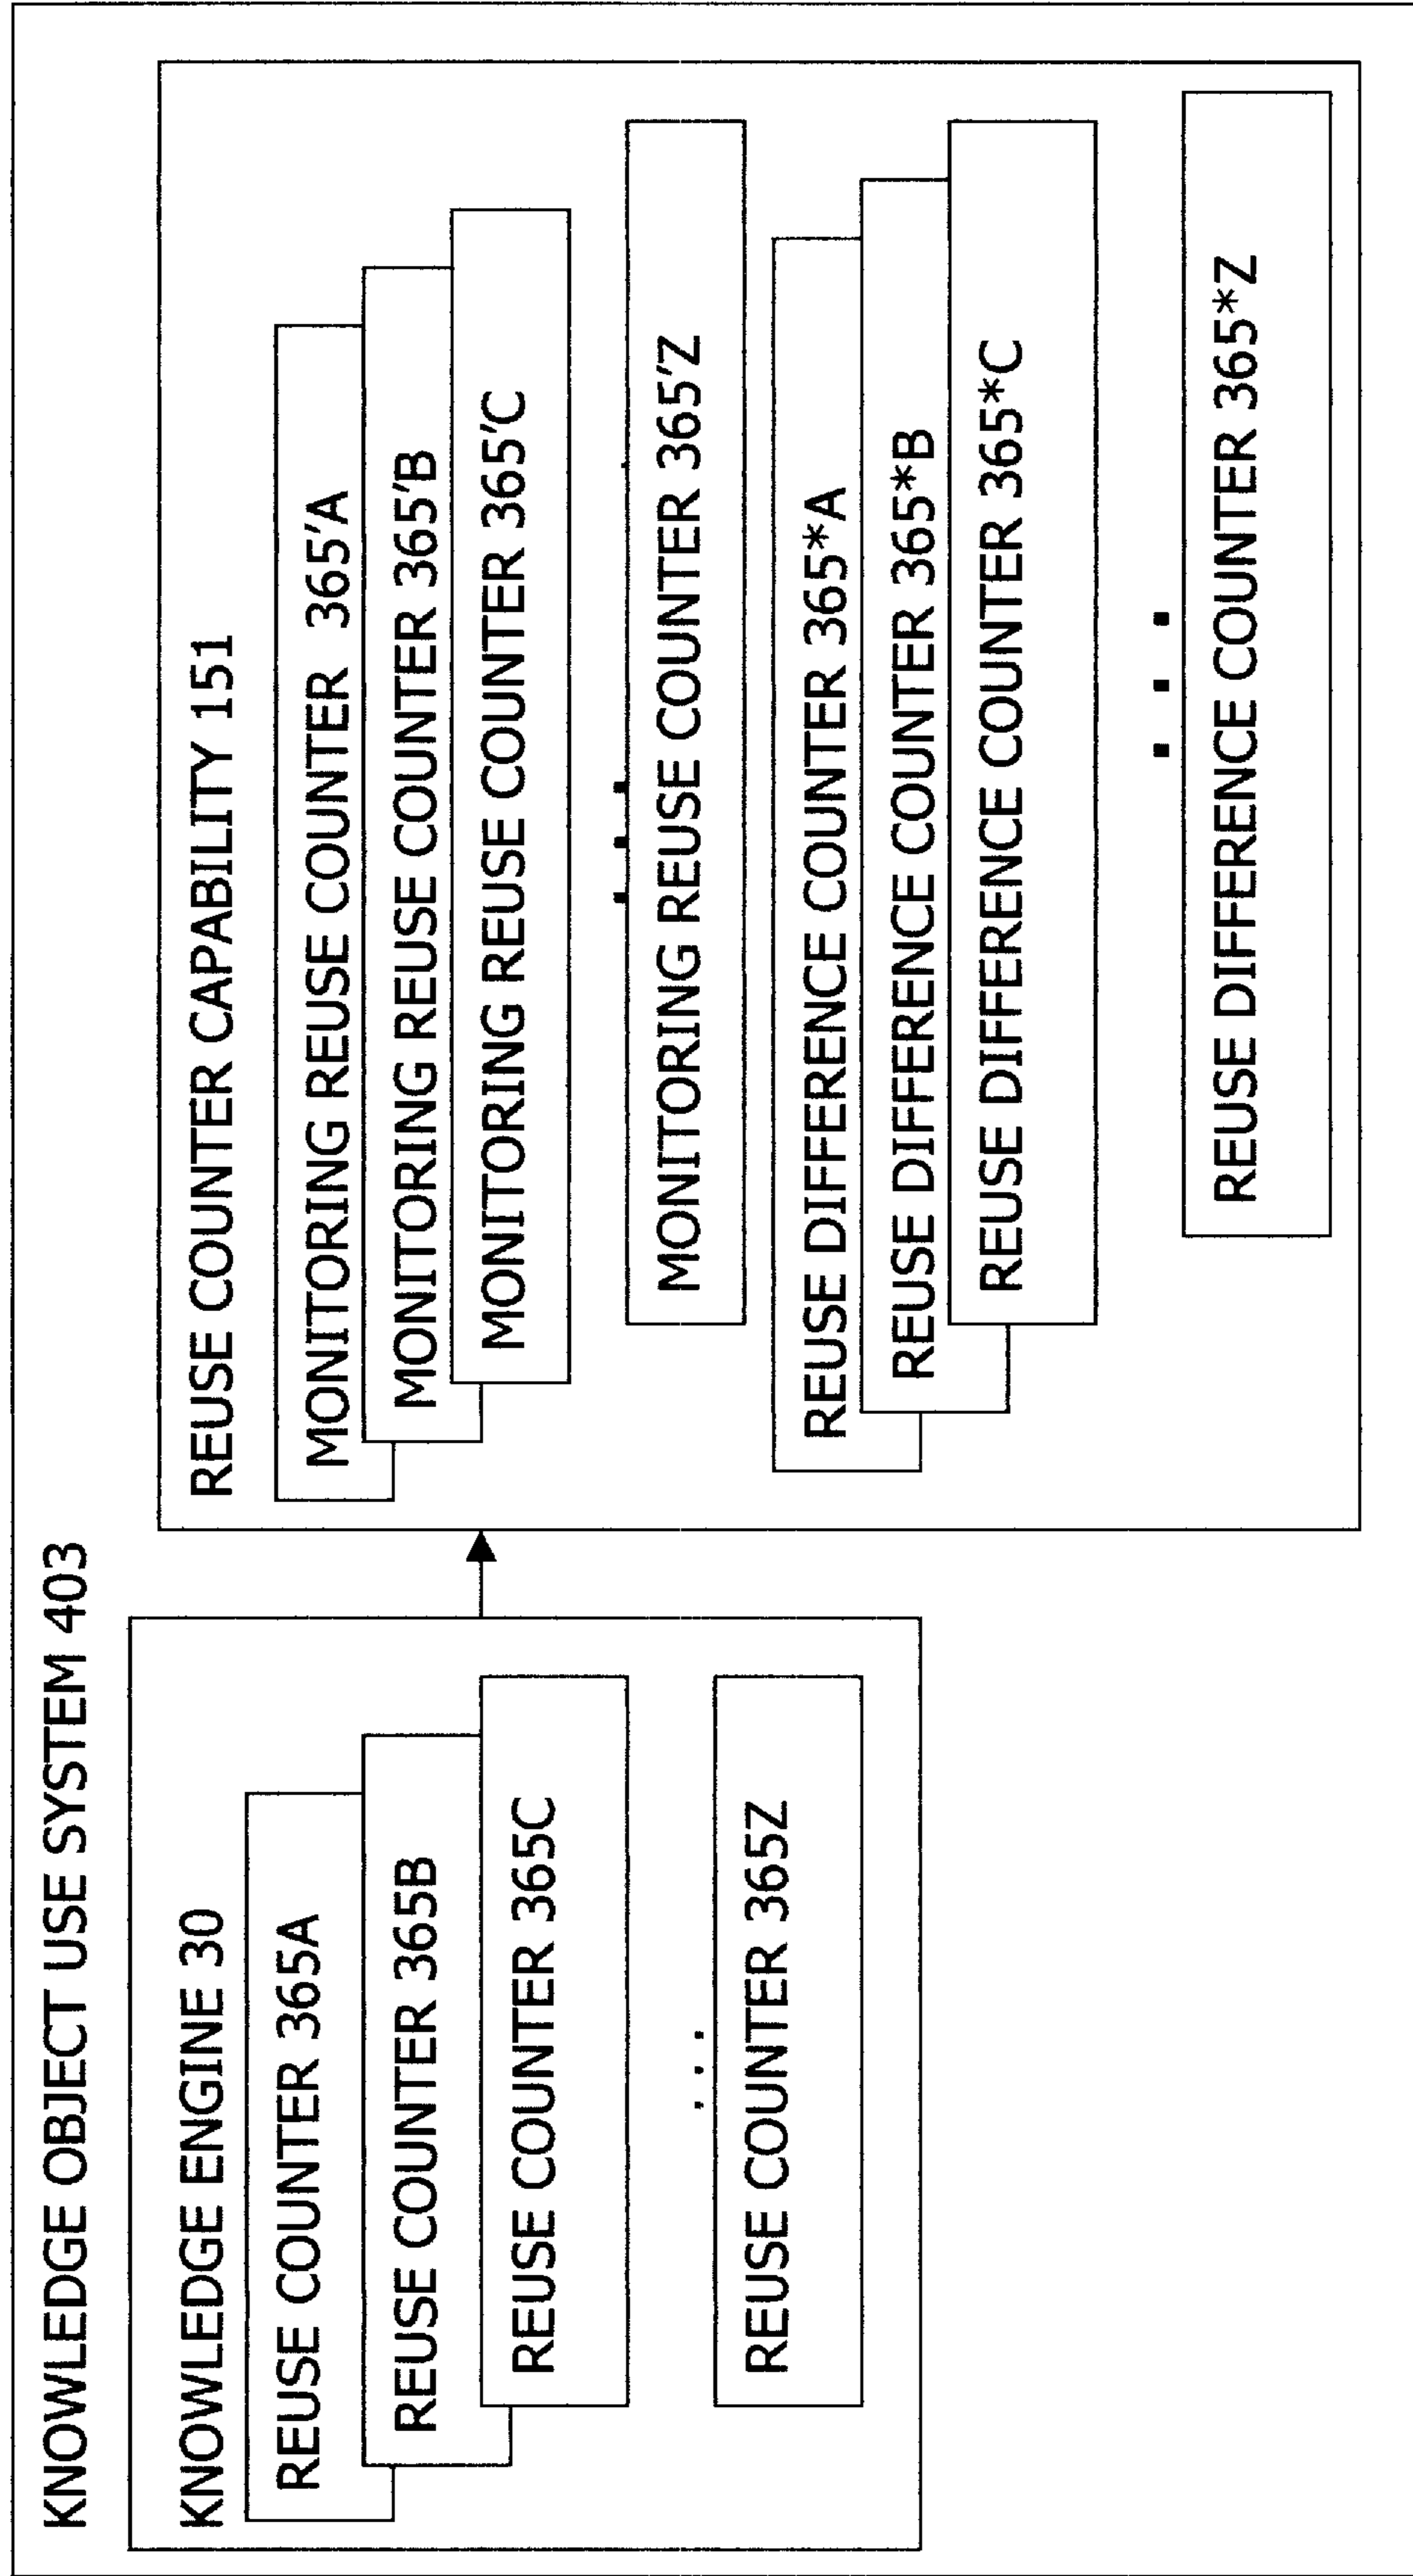 KNOWLEDGE OBJECT USE SYSTEM 403
KNOWLEDGE ENGINE 30
REUSE COUNTER 365A
REUSE COUNTER 365B
REUSE COUNTER 365C
...
REUSE COUNTER 365Z
REUSE COUNTER CAPABILITY 151
MONITORING REUSE COUNTER 365'A
MONITORING REUSE COUNTER 365'B
MONITORING REUSE COUNTER 365'C
...
MONITORING REUSE COUNTER 365'Z
REUSE DIFFERENCE COUNTER 365*A
REUSE DIFFERENCE COUNTER 365*B
REUSE DIFFERENCE COUNTER 365*C
...
REUSE DIFFERENCE COUNTER 365*Z